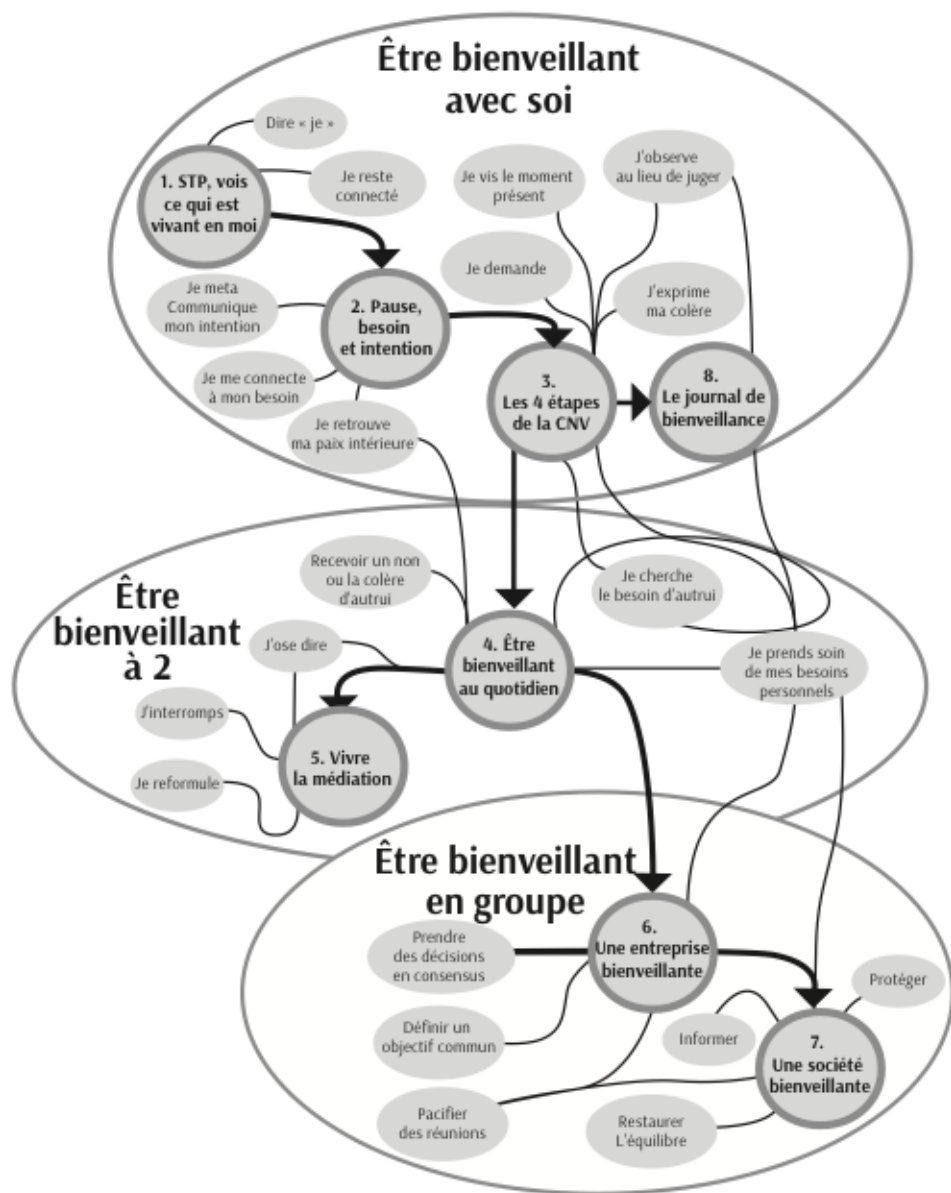 Être bienveillant
avec soi
Dire « je »
1. STP, vois
ce qui est
vivant en moi
Je reste
connecté
Je vis le moment
présent
J'observe
au lieu de juger
Je demande
J'exprime
ma colère
Je meta
Communique
mon intention
2. Pause,
besoin
et intention
Je me connecte
à mon besoin
Je retrouve
ma paix intérieure
3.
Les 4 étapes
de la CNV
8.
Le journal de
bienveillance
Être
bienveillant
à 2
Recevoir un non
ou la colère
d'autrui
Je cherche
le besoin d'autrui
J'ose dire
4. Être
bienveillant
au quotidien
Je prends soin
de mes besoins
personnels
J'interromps
Je reformule
5. Vivre
la médiation
Être bienveillant
en groupe
Prendre
des décisions
en consensus
6.
Une entreprise
bienveillante
Définir un
objectif commun
Informer
Protéger
7.
Une société
bienveillante
Pacifier
des réunions
Restaurer
L'équilibre